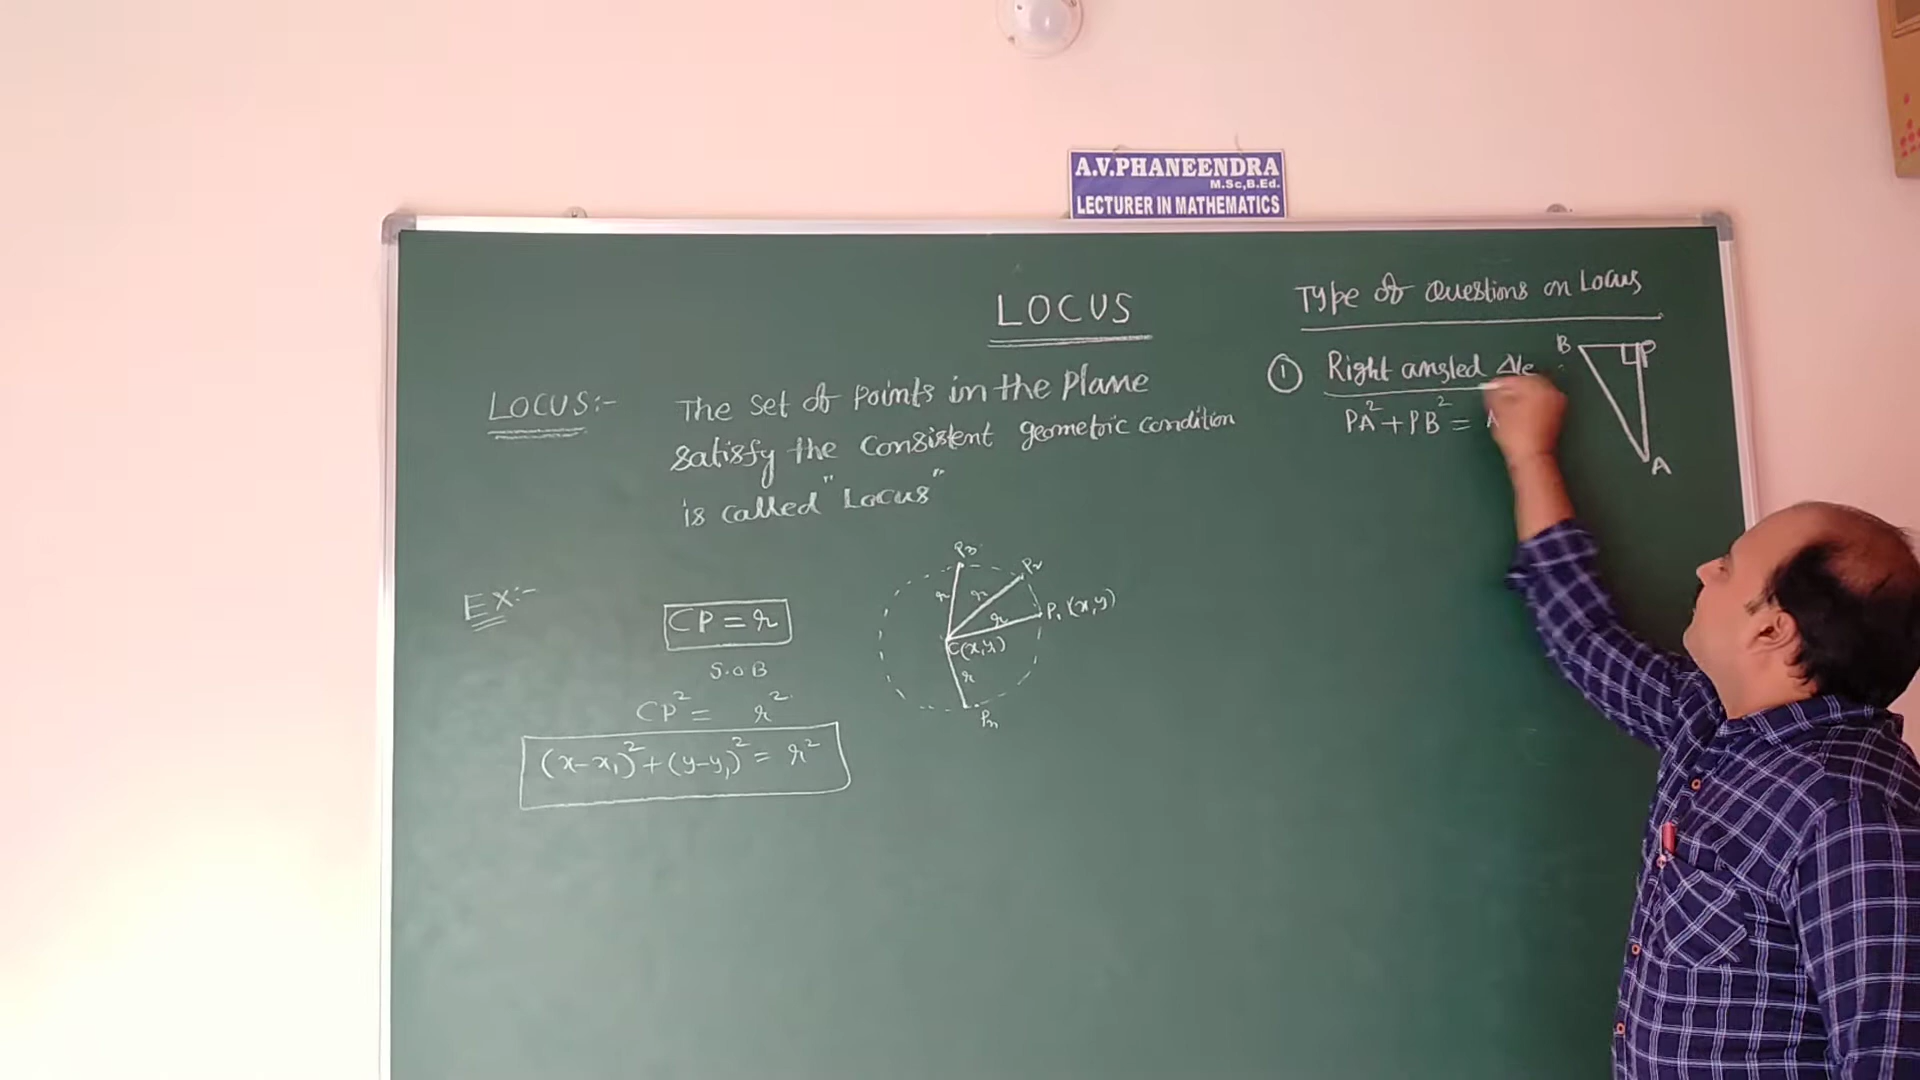 A.V.PHANEENDRA
M.Sc,B.Ed.
LECTURER IN MATHEMATICS
LOCUS
LOCUS:-
The set of points in the plane
satisfy the consistent geometric condition
is called "Locus"
Ex:-
CP = r
S.O.B
CP² = r²
(x-x₁)² + (y-y₁)² = r²
P₃
P₂
P₁(x,y)
r
r
r
C(x₁y₁)
r
Pn
Type of Questions on Locus
① Right angled Δle
PA² + PB² = A
B
P
A